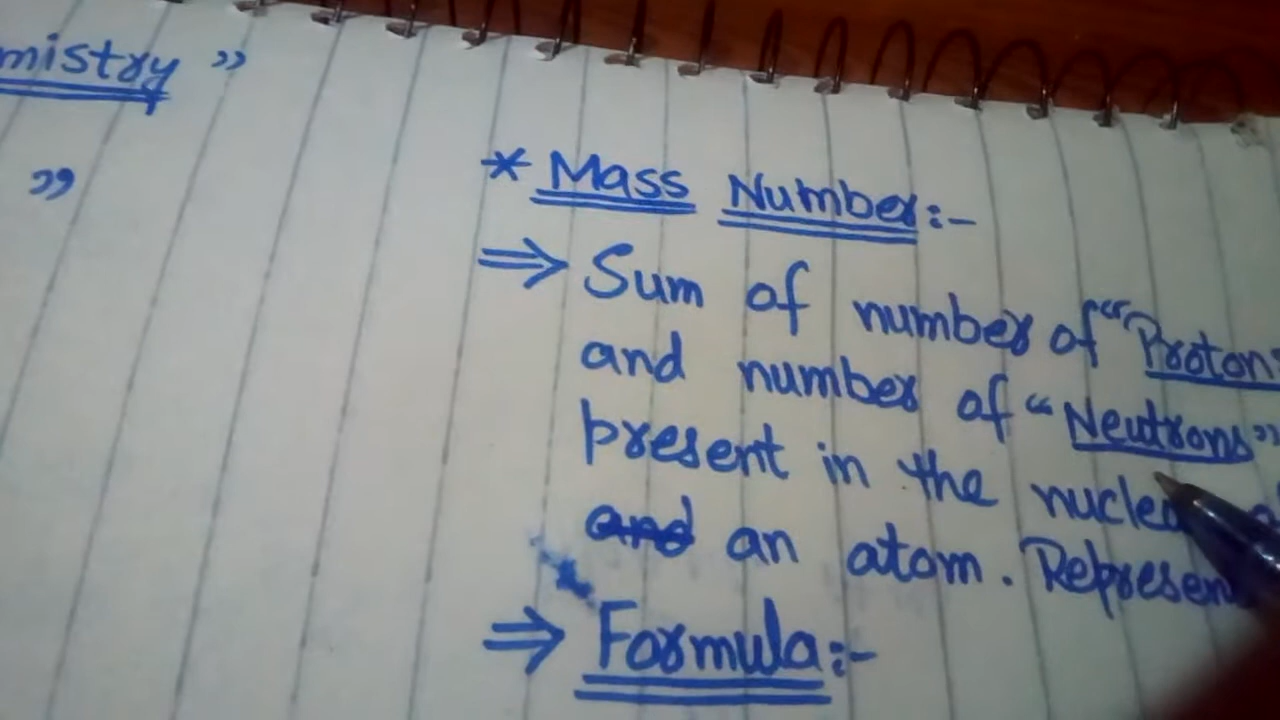 mistry ”
”
* Mass Number:-
⇒ Sum of number of “Proton
and number of “Neutrons”
present in the nucle
and an atom. Represen
⇒ Formula:-